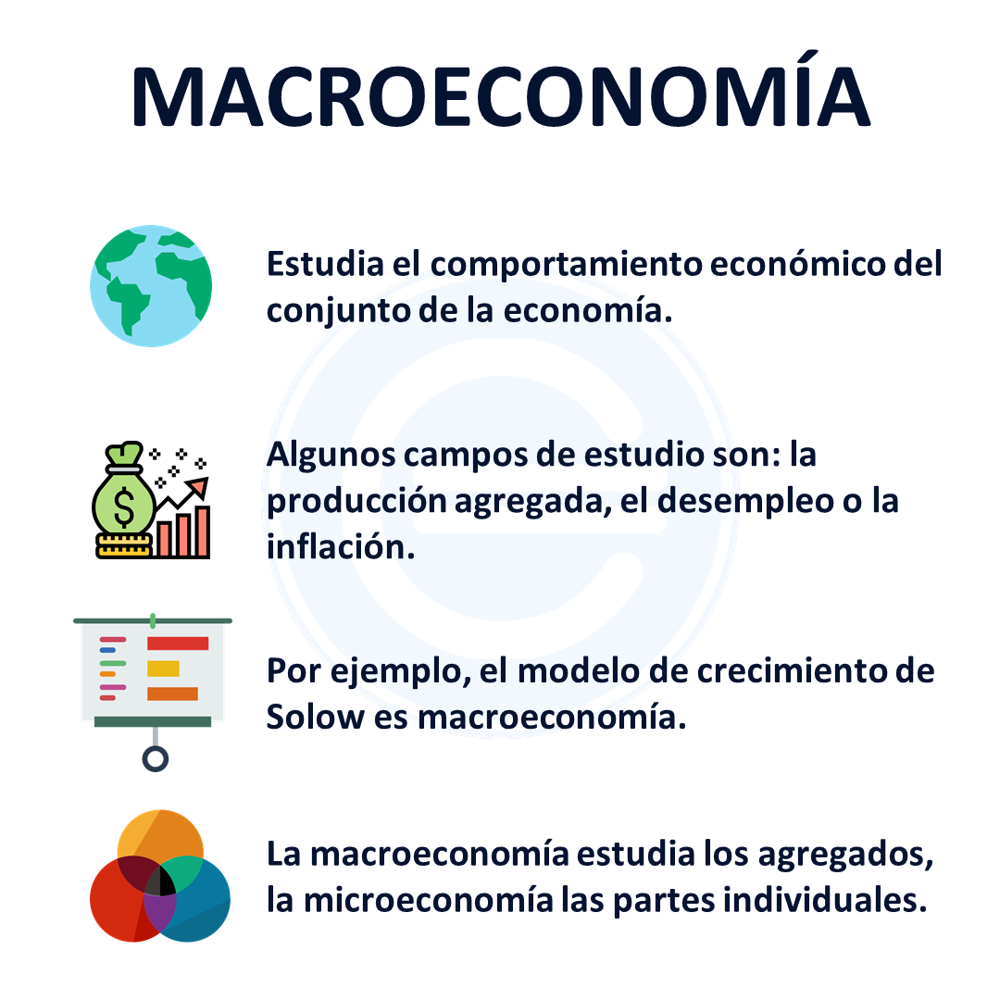 MACROECONOMÍA
Estudia el comportamiento económico del
conjunto de la economía.
Algunos campos de estudio son: la
producción agregada, el desempleo o la
inflación.
Por ejemplo, el modelo de crecimiento de
Solow es macroeconomía.
La macroeconomía estudia los agregados,
la microeconomía las partes individuales.